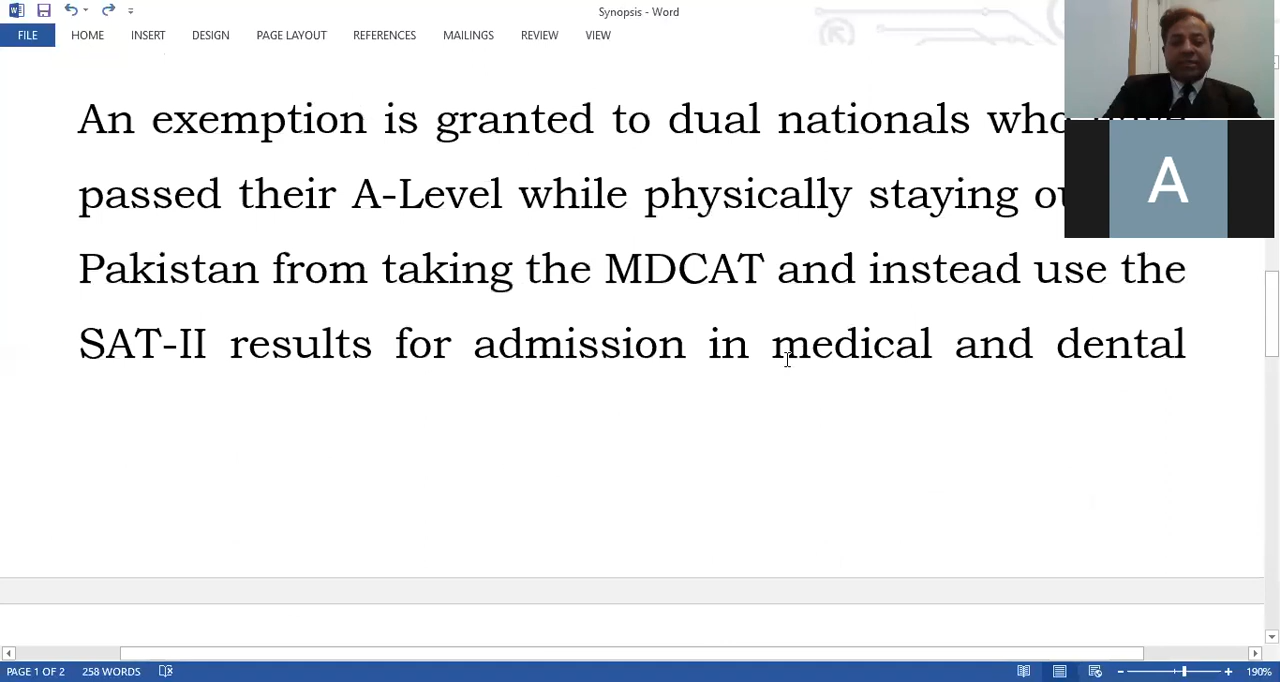 Synopsis - Word
FILE HOME INSERT DESIGN PAGE LAYOUT REFERENCES MAILINGS REVIEW VIEW
An exemption is granted to dual nationals who
passed their A-Level while physically staying
Pakistan from taking the MDCAT and instead use the
SAT-II results for admission in medical and dental
A
PAGE 1 OF 2 258 WORDS 190%